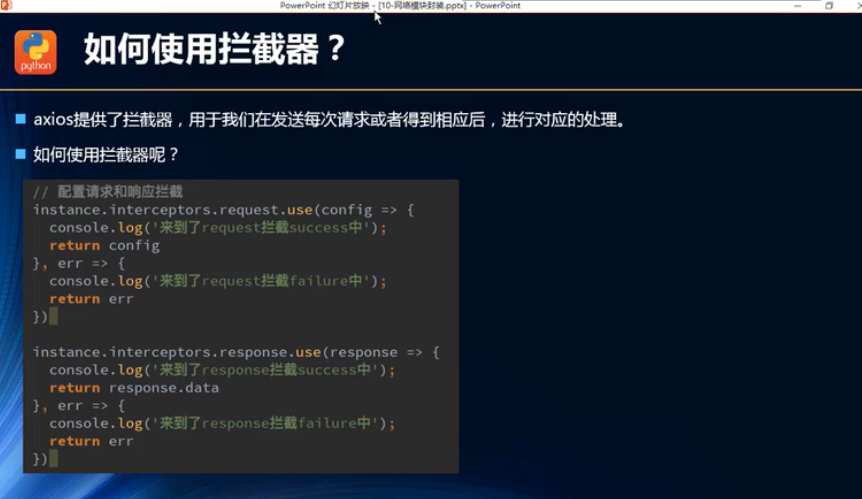 PowerPoint 幻灯片放映 - [10-网络模块封装.pptx] - PowerPoint
python
如何使用拦截器？
axios提供了拦截器，用于我们在发送每次请求或者得到相应后，进行对应的处理。
如何使用拦截器呢？
// 配置请求和响应拦截
instance.interceptors.request.use(config => {
  console.log('来到了request拦截success中');
  return config
}, err => {
  console.log('来到了request拦截failure中');
  return err
})
instance.interceptors.response.use(response => {
  console.log('来到了response拦截success中');
  return response.data
}, err => {
  console.log('来到了response拦截failure中');
  return err
})